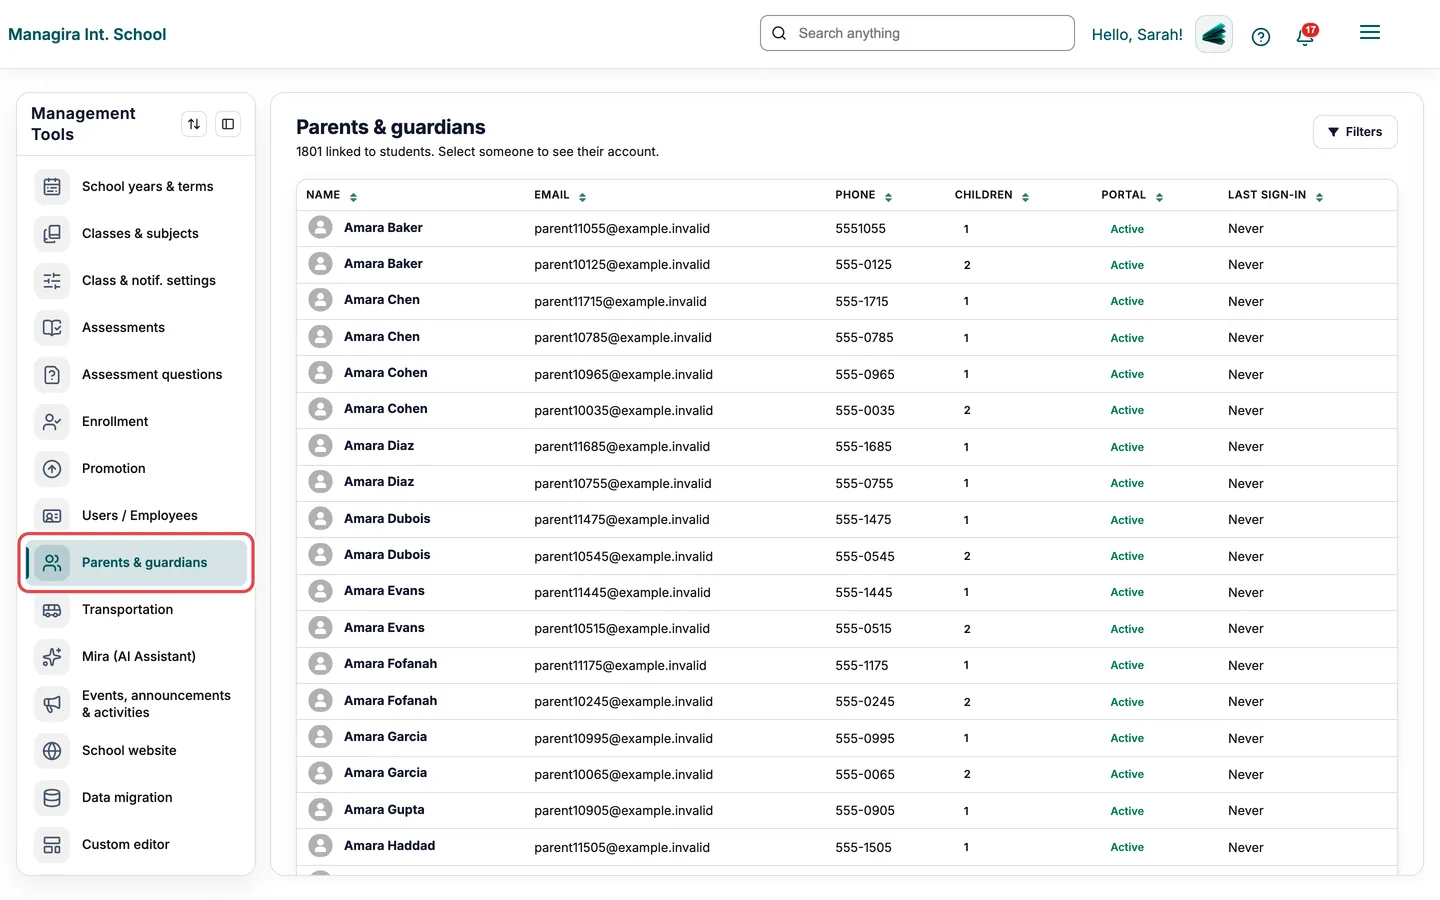 Managira Int. School
Search anything
Hello, Sarah!
17
Management
Tools
School years & terms
Classes & subjects
Class & notif. settings
Assessments
Assessment questions
Enrollment
Promotion
Users / Employees
Parents & guardians
Transportation
Mira (AI Assistant)
Events, announcements
& activities
School website
Data migration
Custom editor
Parents & guardians
1801 linked to students. Select someone to see their account.
Filters
NAME EMAIL PHONE CHILDREN PORTAL LAST SIGN-IN
Amara Baker parent11055@example.invalid 5551055 1 Active Never
Amara Baker parent10125@example.invalid 555-0125 2 Active Never
Amara Chen parent11715@example.invalid 555-1715 1 Active Never
Amara Chen parent10785@example.invalid 555-0785 1 Active Never
Amara Cohen parent10965@example.invalid 555-0965 1 Active Never
Amara Cohen parent10035@example.invalid 555-0035 2 Active Never
Amara Diaz parent11685@example.invalid 555-1685 1 Active Never
Amara Diaz parent10755@example.invalid 555-0755 1 Active Never
Amara Dubois parent11475@example.invalid 555-1475 1 Active Never
Amara Dubois parent10545@example.invalid 555-0545 2 Active Never
Amara Evans parent11445@example.invalid 555-1445 1 Active Never
Amara Evans parent10515@example.invalid 555-0515 2 Active Never
Amara Fofanah parent11175@example.invalid 555-1175 1 Active Never
Amara Fofanah parent10245@example.invalid 555-0245 2 Active Never
Amara Garcia parent10995@example.invalid 555-0995 1 Active Never
Amara Garcia parent10065@example.invalid 555-0065 2 Active Never
Amara Gupta parent10905@example.invalid 555-0905 1 Active Never
Amara Haddad parent11505@example.invalid 555-1505 1 Active Never